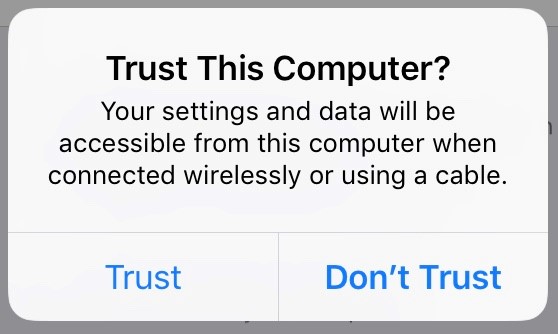 Trust This Computer?
Your settings and data will be
accessible from this computer when
connected wirelessly or using a cable.
Trust
Don’t Trust